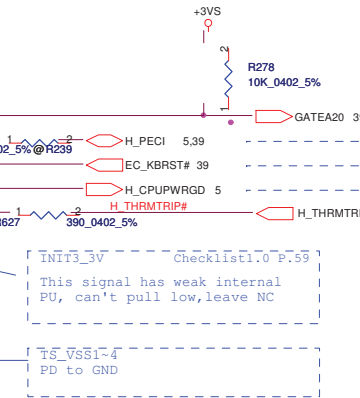 +3VS
2
R278
10K_0402_5%
1
GATEA20 39
1 2
02_5%@R239
H_PECI 5,39
EC_KBRST# 39
H_CPUPWRGD 5
H_THRMTRIP#
1 2
R627 390_0402_5%
H_THRMTRI
INIT3_3V Checklist1.0 P.59
This signal has weak internal
PU, can't pull low,leave NC
TS_VSS1~4
PD to GND